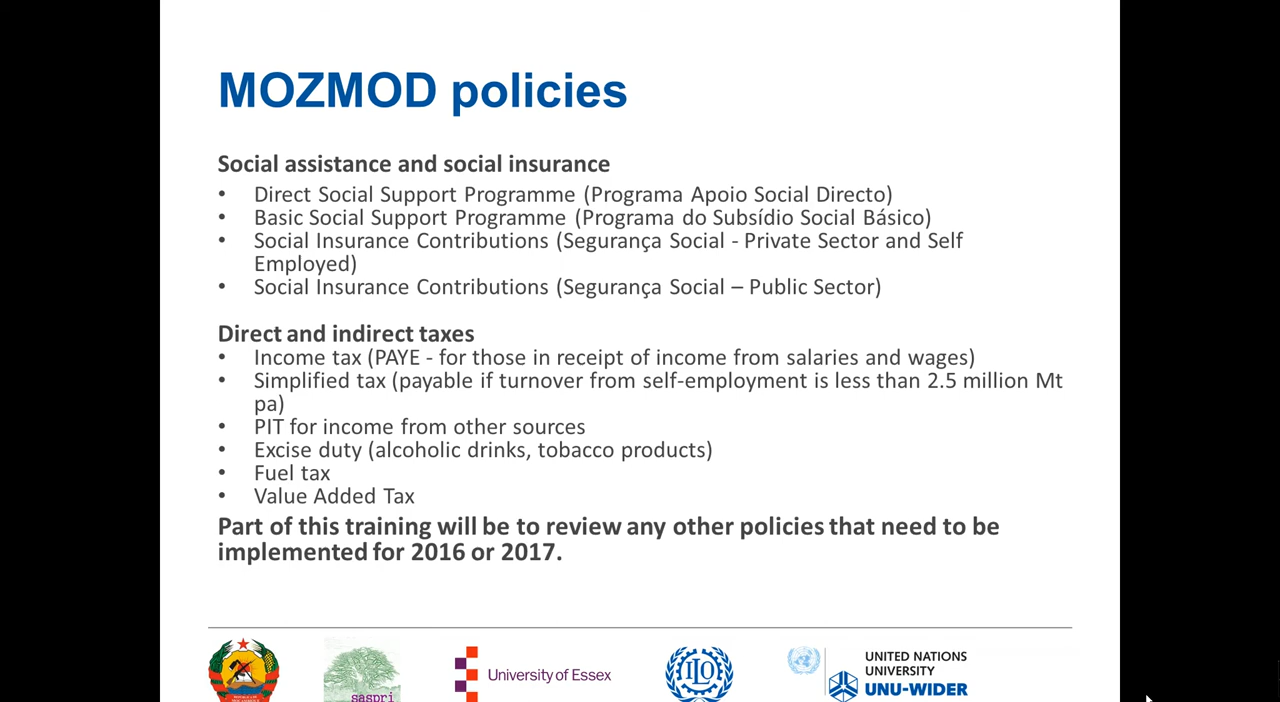 MOZMOD policies
Social assistance and social insurance
• Direct Social Support Programme (Programa Apoio Social Directo)
• Basic Social Support Programme (Programa do Subsídio Social Básico)
• Social Insurance Contributions (Segurança Social - Private Sector and Self
Employed)
• Social Insurance Contributions (Segurança Social – Public Sector)
Direct and indirect taxes
• Income tax (PAYE - for those in receipt of income from salaries and wages)
• Simplified tax (payable if turnover from self-employment is less than 2.5 million Mt
pa)
• PIT for income from other sources
• Excise duty (alcoholic drinks, tobacco products)
• Fuel tax
• Value Added Tax
Part of this training will be to review any other policies that need to be
implemented for 2016 or 2017.
saspri
University of Essex
ILO
UNITED NATIONS
UNIVERSITY
UNU-WIDER